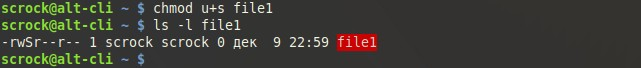 scrock@alt-cli ~ $ chmod u+s file1
scrock@alt-cli ~ $ ls -l file1
-rwSr--r-- 1 scrock scrock 0 дек  9 22:59 file1
scrock@alt-cli ~ $